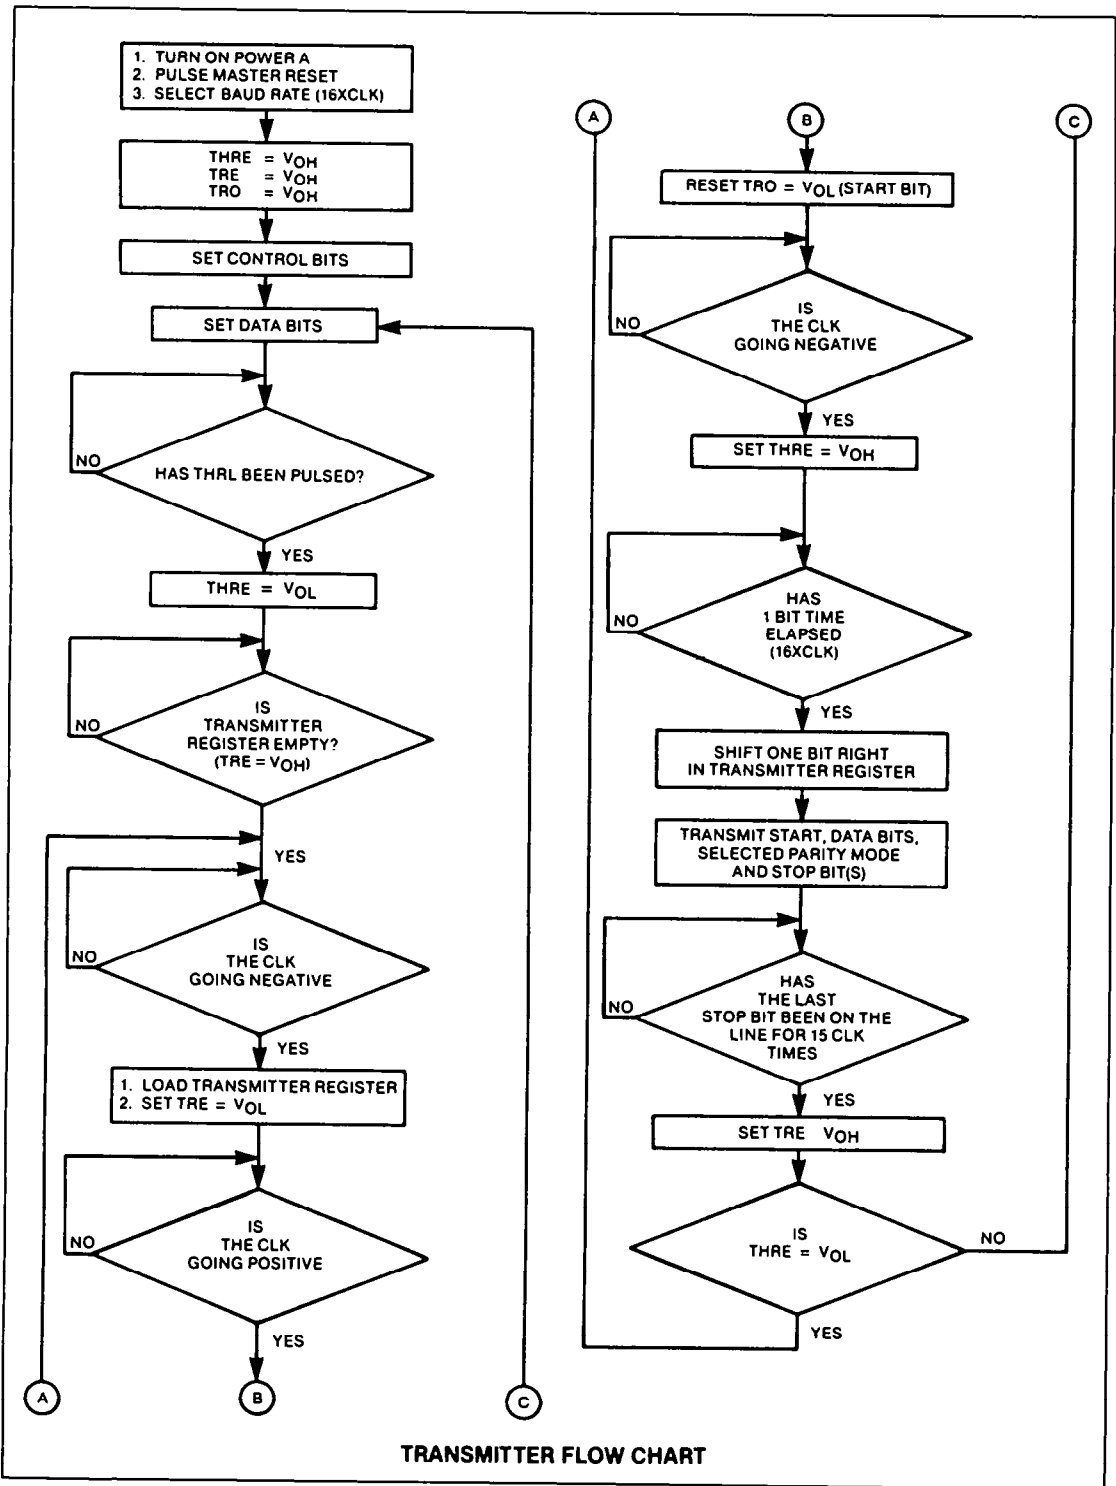 1. TURN ON POWER A
2. PULSE MASTER RESET
3. SELECT BAUD RATE (16XCLK)
THRE = VOH
TRE = VOH
TRO = VOH
SET CONTROL BITS
SET DATA BITS
NO
HAS THRL BEEN PULSED?
YES
THRE = VOL
NO
IS
TRANSMITTER
REGISTER EMPTY?
(TRE = VOH)
YES
NO
IS
THE CLK
GOING NEGATIVE
YES
1. LOAD TRANSMITTER REGISTER
2. SET TRE = VOL
NO
IS
THE CLK
GOING POSITIVE
YES
A
B
C
A
B
C
RESET TRO = VOL (START BIT)
NO
IS
THE CLK
GOING NEGATIVE
YES
SET THRE = VOH
NO
HAS
1 BIT TIME
ELAPSED
(16XCLK)
YES
SHIFT ONE BIT RIGHT
IN TRANSMITTER REGISTER
TRANSMIT START, DATA BITS,
SELECTED PARITY MODE
AND STOP BIT(S)
NO
HAS
THE LAST
STOP BIT BEEN ON THE
LINE FOR 15 CLK
TIMES
YES
SET TRE VOH
IS
THRE = VOL
NO
YES
TRANSMITTER FLOW CHART